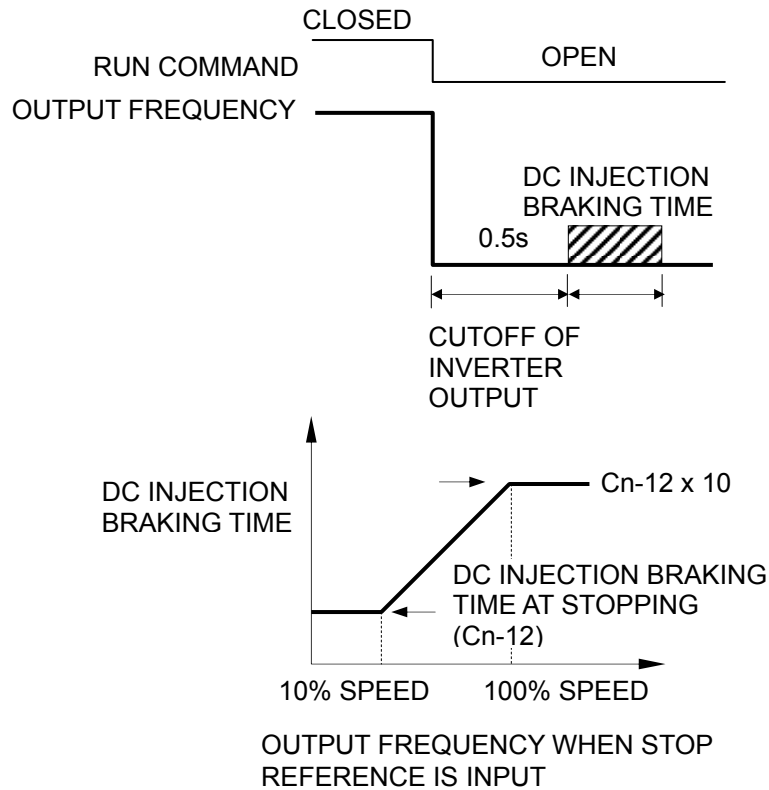 CLOSED
RUN COMMAND
OPEN
OUTPUT FREQUENCY
DC INJECTION
BRAKING TIME
0.5s
CUTOFF OF
INVERTER
OUTPUT
DC INJECTION
BRAKING TIME
Cn-12 x 10
DC INJECTION BRAKING
TIME AT STOPPING
(Cn-12)
10% SPEED
100% SPEED
OUTPUT FREQUENCY WHEN STOP
REFERENCE IS INPUT